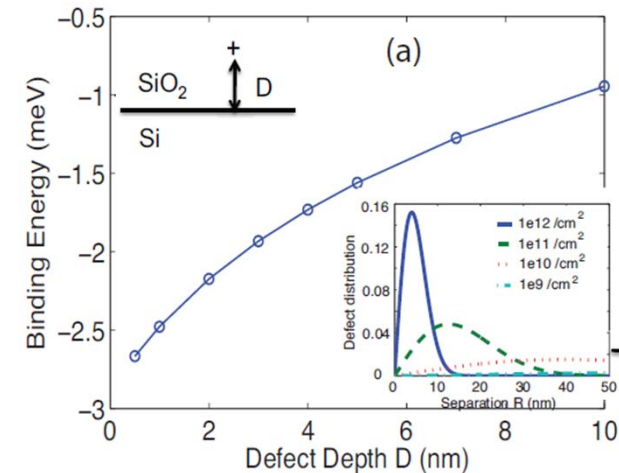 (a)
Binding Energy (meV)
−0.5
−1
−1.5
−2
−2.5
−3
0
2
4
6
8
10
Defect Depth D (nm)
+
SiO₂
D
Si
Defect distribution
0.16
0.12
0.08
0.04
0
1e12 /cm²
1e11 /cm²
1e10 /cm²
1e9 /cm²
0
10
20
30
40
50
Separation R (nm)